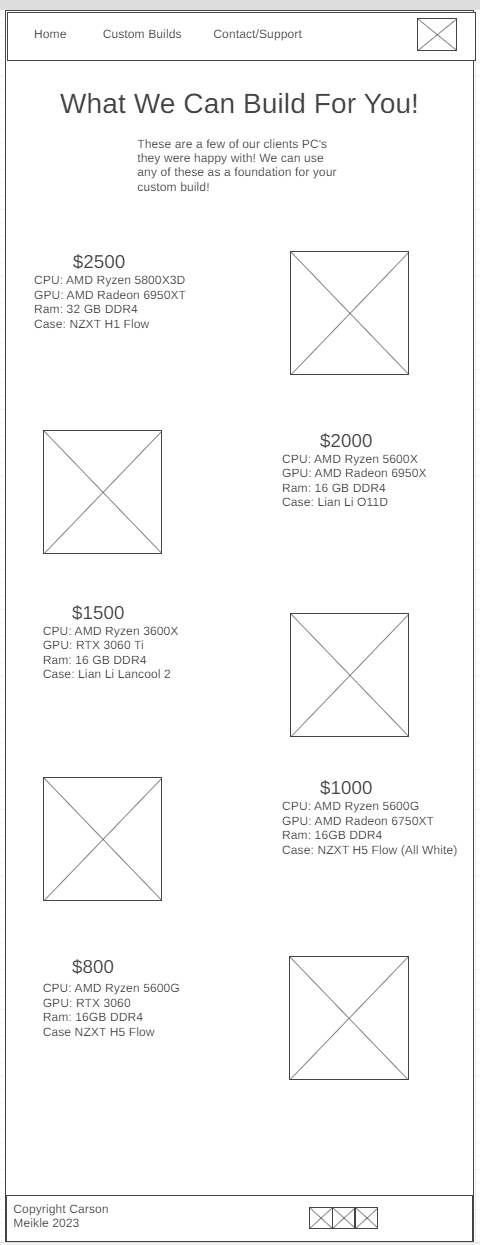 Home Custom Builds Contact/Support
What We Can Build For You!
These are a few of our clients PC's
they were happy with! We can use
any of these as a foundation for your
custom build!
$2500
CPU: AMD Ryzen 5800X3D
GPU: AMD Radeon 6950XT
Ram: 32 GB DDR4
Case: NZXT H1 Flow
$2000
CPU: AMD Ryzen 5600X
GPU: AMD Radeon 6950X
Ram: 16 GB DDR4
Case: Lian Li O11D
$1500
CPU: AMD Ryzen 3600X
GPU: RTX 3060 Ti
Ram: 16 GB DDR4
Case: Lian Li Lancool 2
$1000
CPU: AMD Ryzen 5600G
GPU: AMD Radeon 6750XT
Ram: 16GB DDR4
Case: NZXT H5 Flow (All White)
$800
CPU: AMD Ryzen 5600G
GPU: RTX 3060
Ram: 16GB DDR4
Case NZXT H5 Flow
Copyright Carson
Meikle 2023